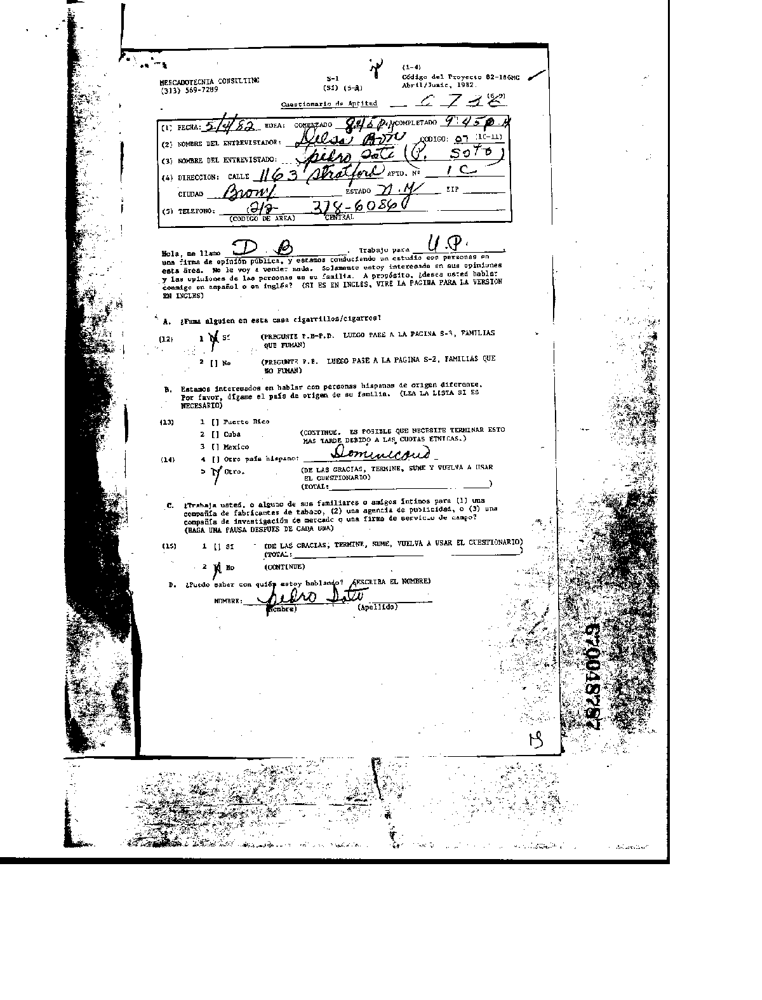 MERCADOTECNIA CONSULTING
(313) 569-7289
S-1
(SI) (S-A)
(1-4)
Código del Proyecto 82-186MC
Abril/Junio, 1982
Cuestionario de Aptitud
(1) FECHA: 5/4/82 HORA: COMENZADO 8:45 P.M COMPLETADO 9:45 P M
(2) NOMBRE DEL ENTREVISTADOR: CODIGO: 07 (10-11)
(3) NOMBRE DEL ENTREVISTADO: pedro Soto (P. Soto)
(4) DIRECCION: CALLE 1163 Stratford APTO. Nº 1C
CIUDAD Bronx ESTADO N.Y ZIP
(5) TELEFONO: (212- 378-60860
(CODIGO DE AREA) CENTRAL
Hola, me llamo D B. Trabajo para U.P.,
una firma de opinión pública, y estamos conduciendo un estudio con personas en
esta área. No le voy a vender nada. Solamente estoy interesado en sus opiniones
y las opiniones de las personas en su familia. A propósito, ¿desea usted hablar
conmigo en español o en inglés? (SI ES EN INGLES, VIRE LA PAGINA PARA LA VERSION
EN INGLES)
A. ¿Fuma alguien en esta casa cigarrillos/cigarros?
(12) 1 [X] Sí (PREGUNTE P.B-P.D. LUEGO PASE A LA PAGINA S-3, FAMILIAS
QUE FUMAN)
2 [] No (PREGUNTE P.B. LUEGO PASE A LA PAGINA S-2, FAMILIAS QUE
NO FUMAN)
B. Estamos interesados en hablar con personas hispanas de origen diferente.
Por favor, dígame el país de origen de su familia. (LEA LA LISTA SI ES
NECESARIO)
(13) 1 [] Puerto Rico
2 [] Cuba (CONTINUE. ES POSIBLE QUE NECESITE TERMINAR ESTO
MAS TARDE DEBIDO A LAS CUOTAS ETNICAS.)
3 [] Mexico
(14) 4 [] Otro país hispano:
5 [X] Otro. (DE LAS GRACIAS, TERMINE, SUME Y VUELVA A USAR
EL CUESTIONARIO)
(TOTAL: )
C. ¿Trabaja usted, o alguno de sus familiares o amigos íntimos para (1) una
compañía de fabricantes de tabaco, (2) una agencia de publicidad, o (3) una
compañía de investigación de mercado o una firma de servicio de campo?
(HAGA UNA PAUSA DESPUES DE CADA UNA)
(15) 1 [] Sí (DE LAS GRACIAS, TERMINE, SUME, VUELVA A USAR EL CUESTIONARIO)
(TOTAL: )
2 [X] No (CONTINUE)
D. ¿Puedo saber con quién estoy hablando? (ESCRIBA EL NOMBRE)
NOMBRE: pedro Soto
(Nombre) (Apellido)
670048787